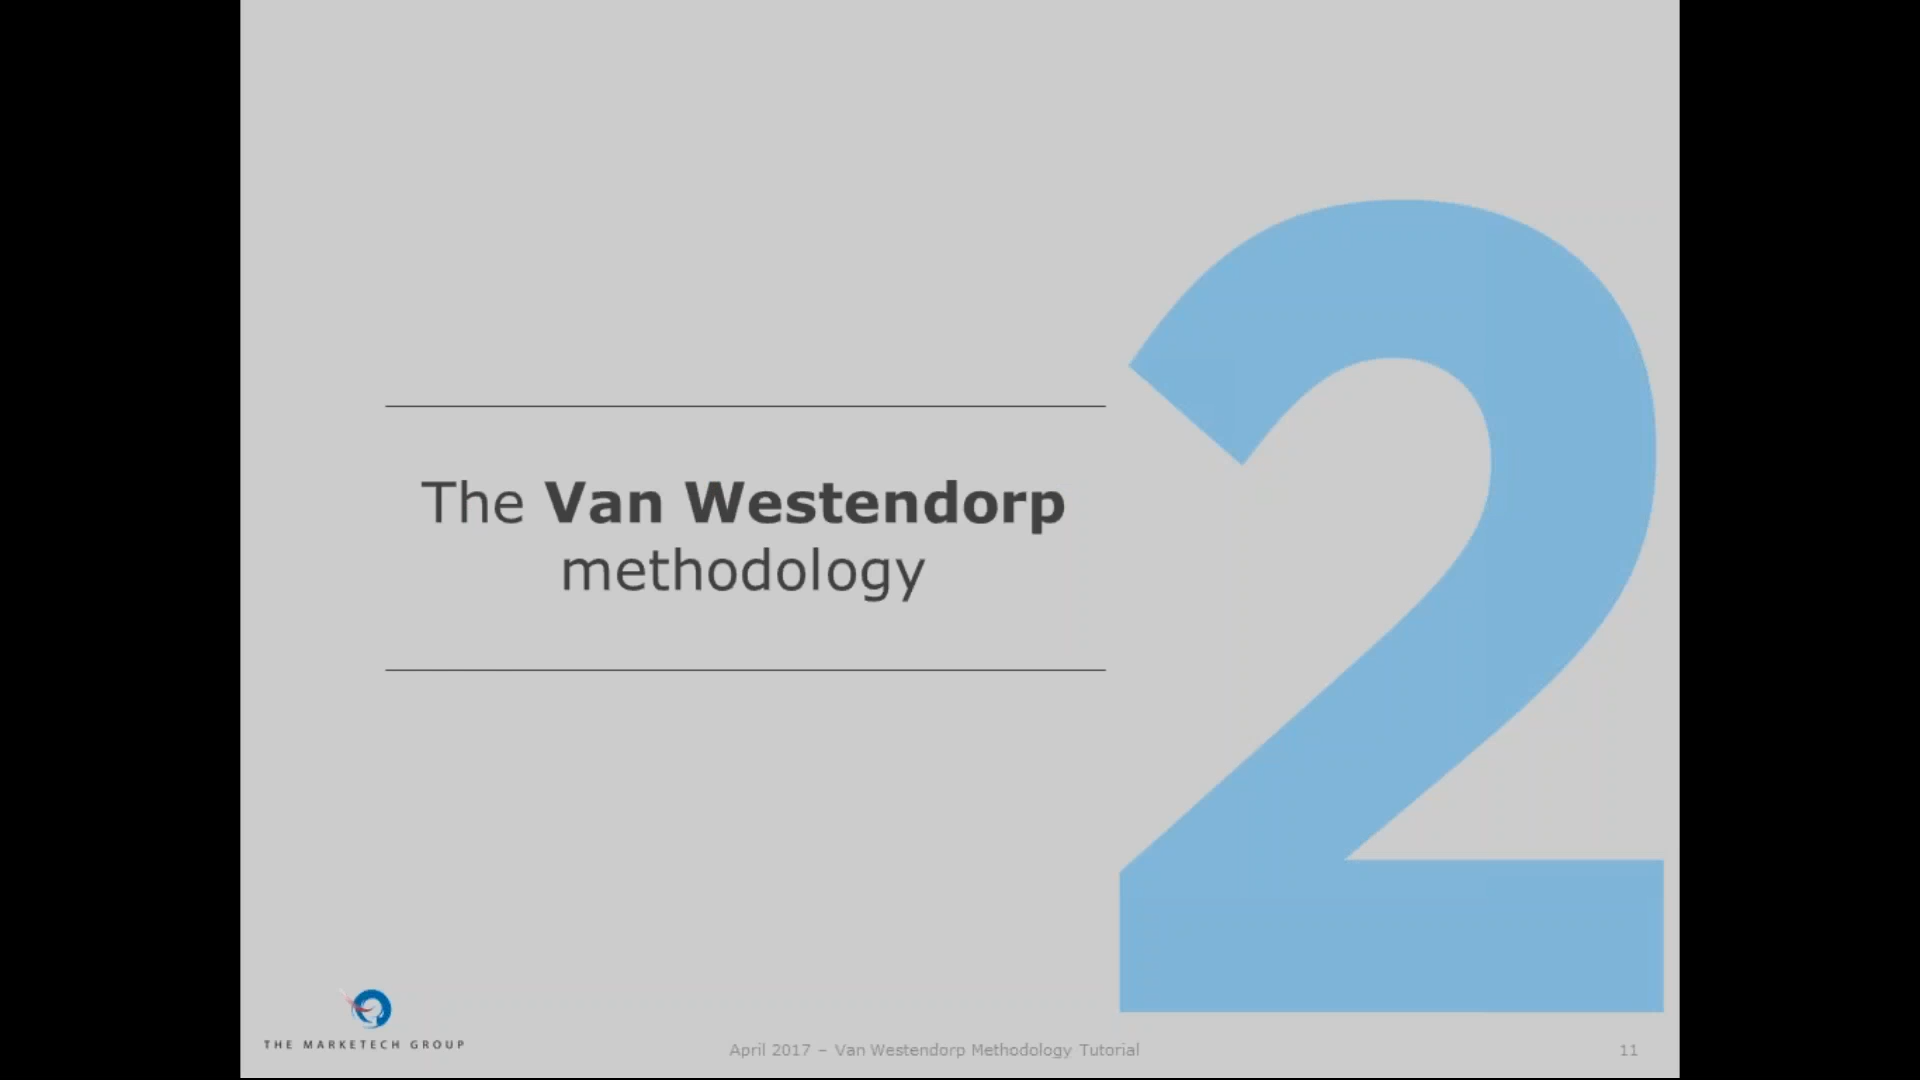 The Van Westendorp
methodology
2
THE MARKETECH GROUP
April 2017 – Van Westendorp Methodology Tutorial
11